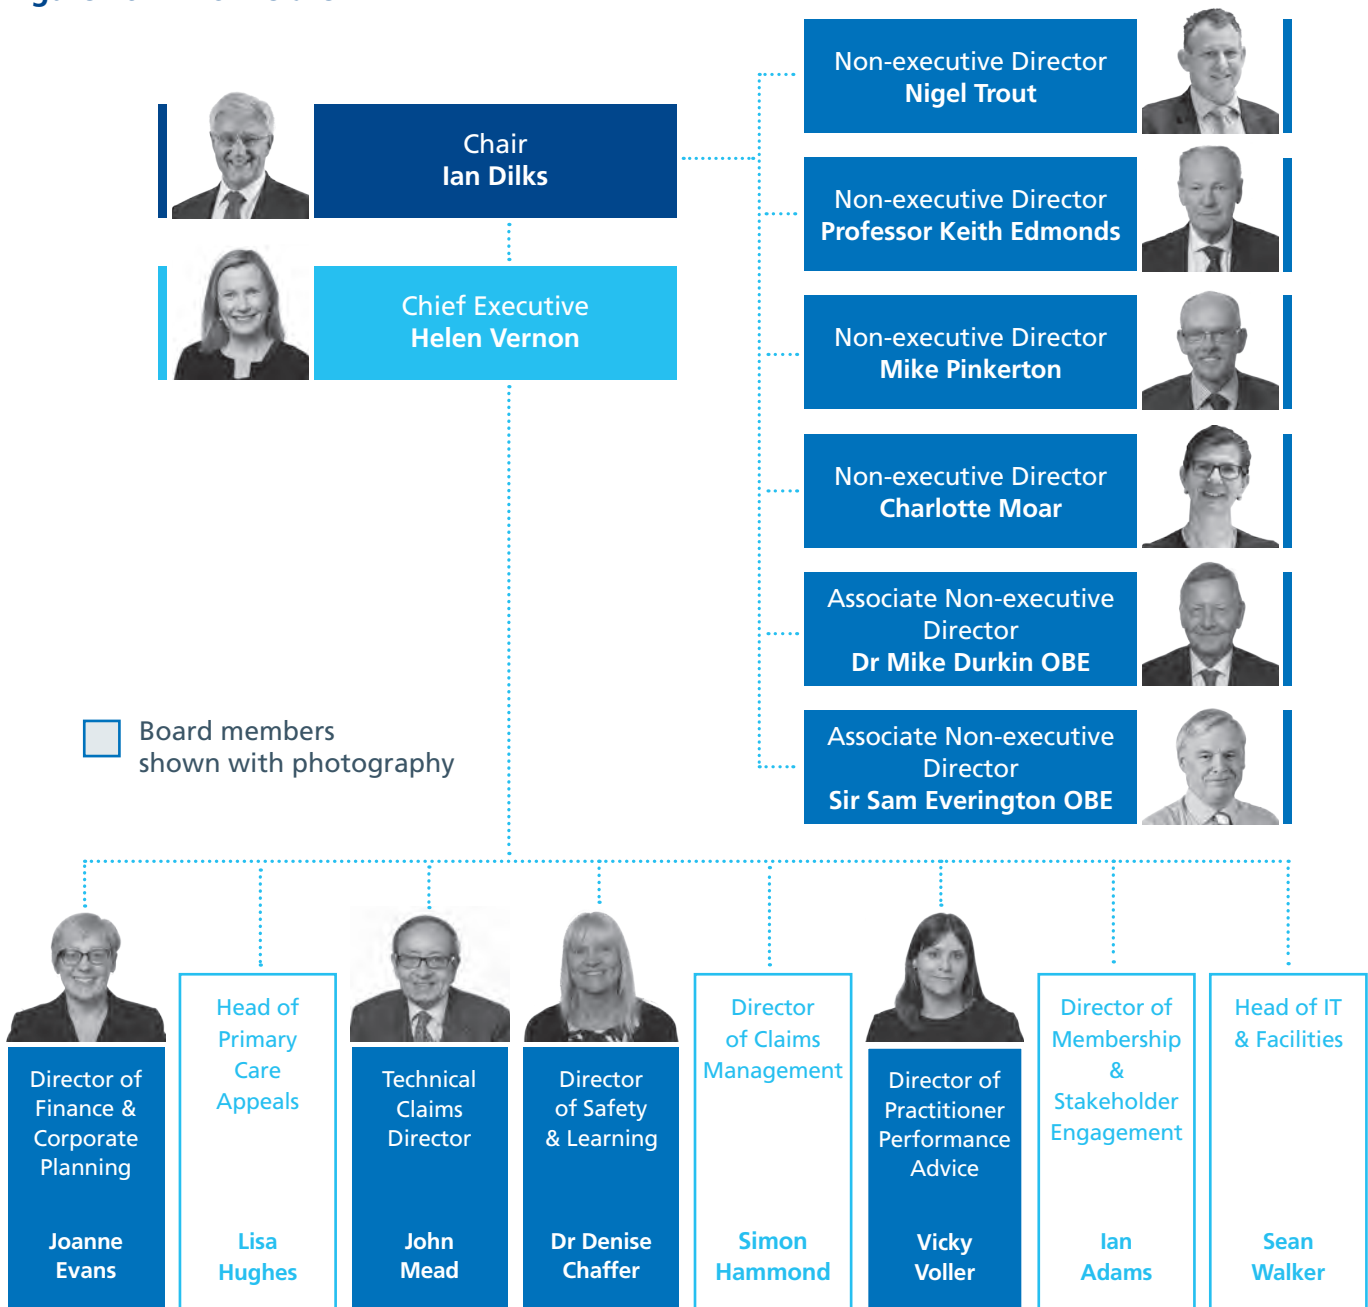 Chair
Ian Dilks
Chief Executive
Helen Vernon
Non-executive Director
Nigel Trout
Non-executive Director
Professor Keith Edmonds
Non-executive Director
Mike Pinkerton
Non-executive Director
Charlotte Moar
Associate Non-executive
Director
Dr Mike Durkin OBE
Associate Non-executive
Director
Sir Sam Everington OBE
Board members
shown with photography
Director of
Finance &
Corporate
Planning
Joanne
Evans
Head of
Primary
Care
Appeals
Lisa
Hughes
Technical
Claims
Director
John
Mead
Director
of Safety
& Learning
Dr Denise
Chaffer
Director
of Claims
Management
Simon
Hammond
Director of
Practitioner
Performance
Advice
Vicky
Voller
Director of
Membership
&
Stakeholder
Engagement
Ian
Adams
Head of IT
& Facilities
Sean
Walker